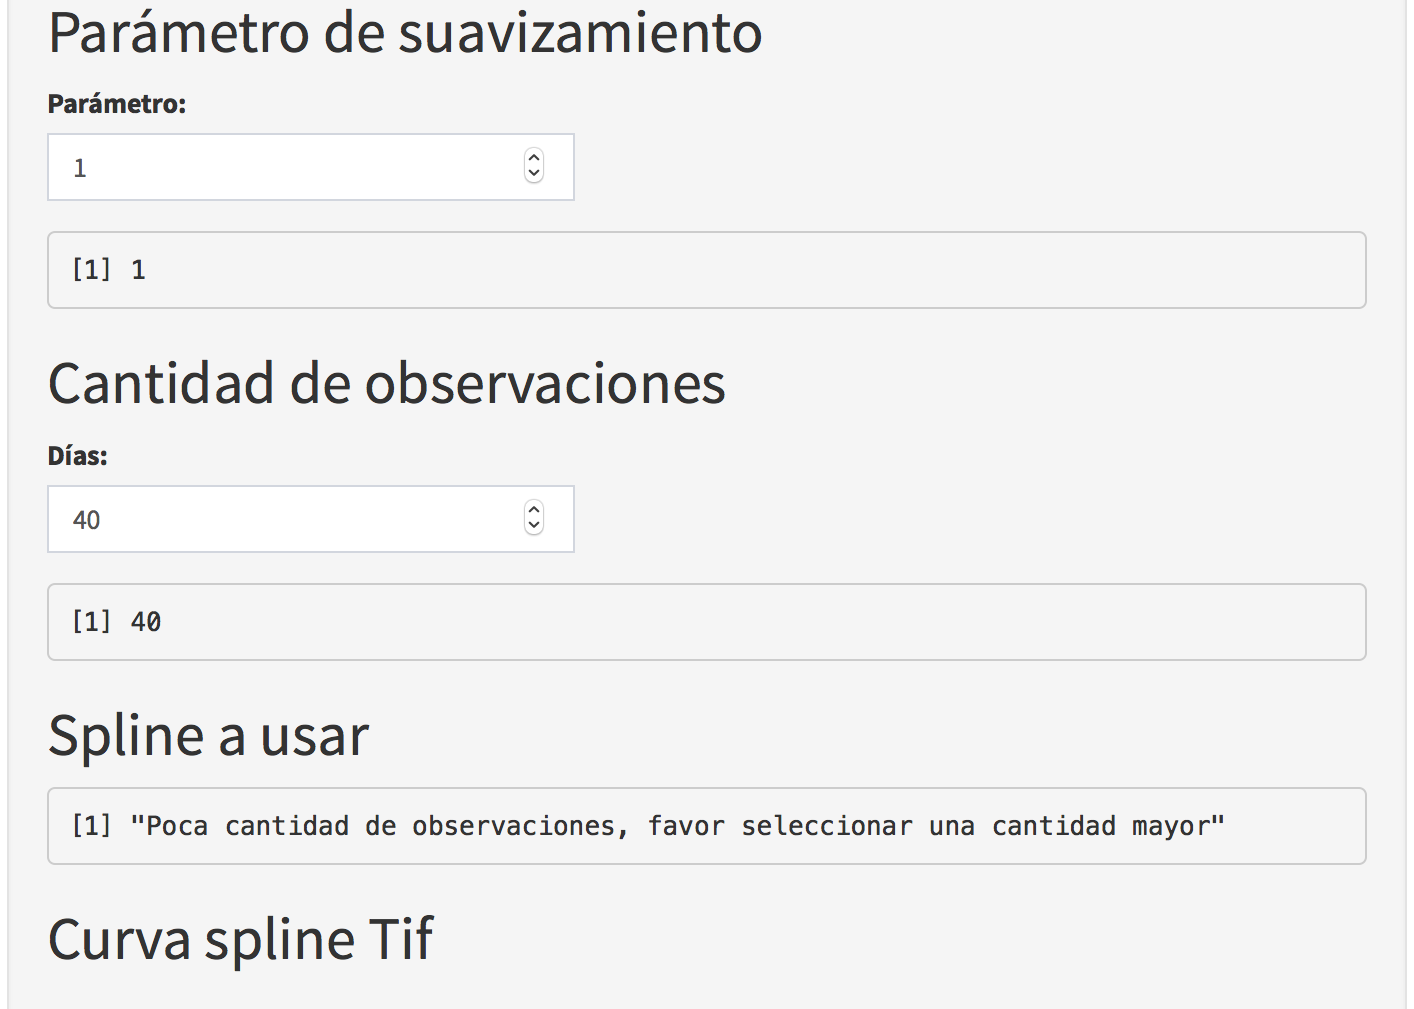 Parámetro de suavizamiento
Parámetro:
1
[1] 1
Cantidad de observaciones
Días:
40
[1] 40
Spline a usar
[1] "Poca cantidad de observaciones, favor seleccionar una cantidad mayor"
Curva spline Tif